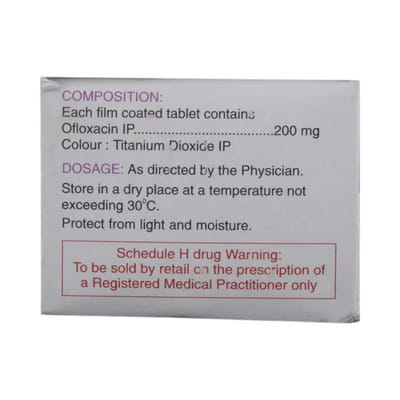 COMPOSITION:
Each film coated tablet contains
Ofloxacin IP.....................................200 mg
Colour : Titanium Dioxide IP
DOSAGE: As directed by the Physician.
Store in a dry place at a temperature not
exceeding 30°C.
Protect from light and moisture.
Schedule H drug Warning:
To be sold by retail on the prescription of
a Registered Medical Practitioner only